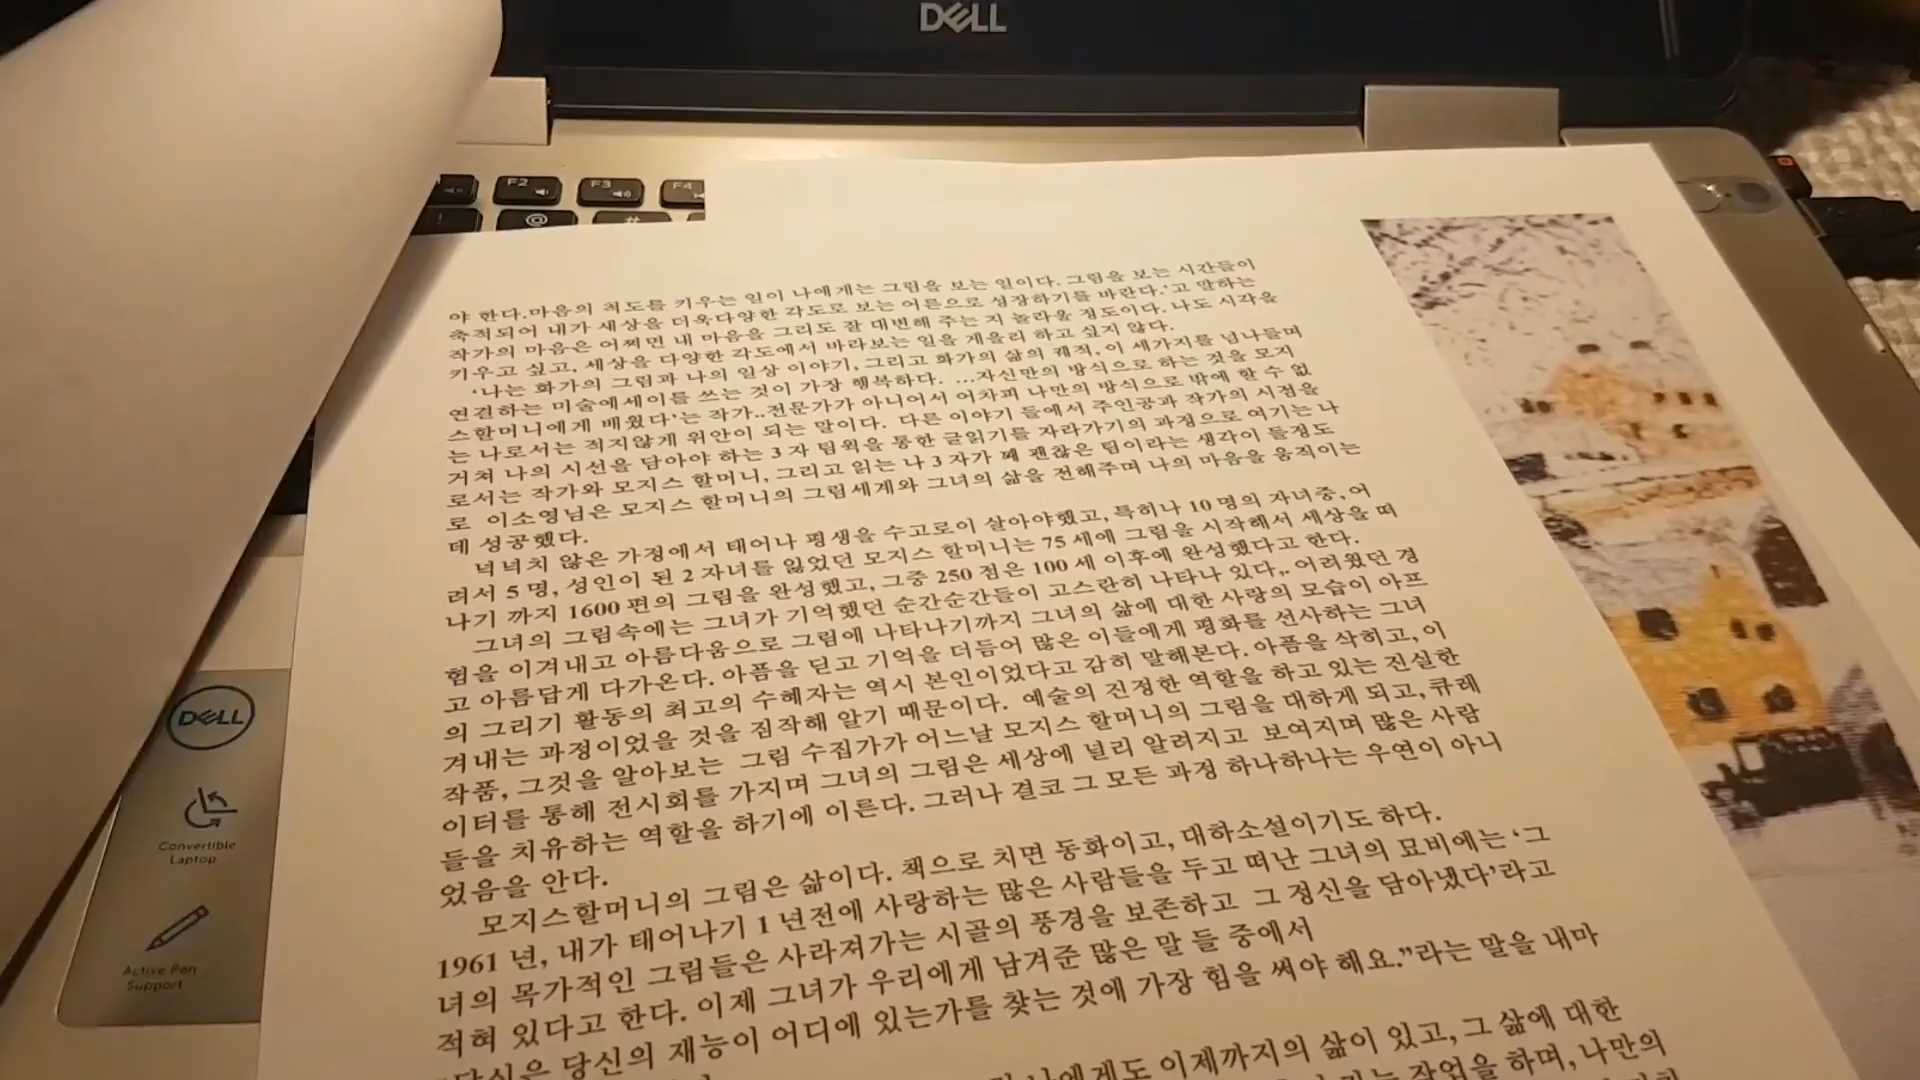 DELL
F2
F3
F4
!
@
#
야 한다.마음의 척도를 키우는 일이 나에게는 그림을 보는 일이다. 그림을 보는 시간들이
축적되어 내가 세상을 더욱다양한 각도로 보는 어른으로 성장하기를 바란다.'고 말하는
작가의 마음은 어쩌면 내 마음을 그리도 잘 대변해 주는 지 놀라울 정도이다. 나도 시각을
키우고 싶고, 세상을 다양한 각도에서 바라보는 일을 게을리 하고 싶지 않다.
'나는 화가의 그림과 나의 일상 이야기, 그리고 화가의 삶의 궤적, 이 세가지를 넘나들며
연결하는 미술에세이를 쓰는 것이 가장 행복하다. ...자신만의 방식으로 하는 것을 모지
스할머니에게 배웠다'는 작가..전문가가 아니어서 어차피 나만의 방식으로 밖에 할 수 없
는 나로서는 적지않게 위안이 되는 말이다. 다른 이야기 들에서 주인공과 작가의 시점을
거쳐 나의 시선을 담아야 하는 3 자 팀웍을 통한 글읽기를 자라가기의 과정으로 여기는 나
로서는 작가와 모지스 할머니, 그리고 읽는 나 3 자가 꽤 괜찮은 팀이라는 생각이 들정도
로 이소영님은 모지스 할머니의 그림세계와 그녀의 삶을 전해주며 나의 마음을 움직이는
데 성공했다.
넉넉치 않은 가정에서 태어나 평생을 수고로이 살아야했고, 특히나 10 명의 자녀중, 어
려서 5 명, 성인이 된 2 자녀를 잃었던 모지스 할머니는 75 세에 그림을 시작해서 세상을 떠
나기 까지 1600 편의 그림을 완성했고, 그중 250 점은 100 세 이후에 완성했다고 한다.
그녀의 그림속에는 그녀가 기억했던 순간순간들이 고스란히 나타나 있다,. 어려웠던 경
험을 이겨내고 아름다움으로 그림에 나타나기까지 그녀의 삶에 대한 사랑의 모습이 아프
고 아름답게 다가온다. 아픔을 딛고 기억을 더듬어 많은 이들에게 평화를 선사하는 그녀
의 그리기 활동의 최고의 수혜자는 역시 본인이었다고 감히 말해본다. 아픔을 삭히고, 이
겨내는 과정이었을 것을 짐작해 알기 때문이다. 예술의 진정한 역할을 하고 있는 진실한
작품, 그것을 알아보는 그림 수집가가 어느날 모지스 할머니의 그림을 대하게 되고, 큐레
이터를 통해 전시회를 가지며 그녀의 그림은 세상에 널리 알려지고 보여지며 많은 사람
들을 치유하는 역할을 하기에 이른다. 그러나 결코 그 모든 과정 하나하나는 우연이 아니
었음을 안다.
모지스할머니의 그림은 삶이다. 책으로 치면 동화이고, 대하소설이기도 하다.
1961 년, 내가 태어나기 1 년전에 사랑하는 많은 사람들을 두고 떠난 그녀의 묘비에는 '그
녀의 목가적인 그림들은 사라져가는 시골의 풍경을 보존하고 그 정신을 담아냈다'라고
적혀 있다고 한다. 이제 그녀가 우리에게 남겨준 많은 말 들 중에서
"당신은 당신의 재능이 어디에 있는가를 찾는 것에 가장 힘을 써야 해요."라는 말을 내마
나에게도 이제까지의 삶이 있고, 그 삶에 대한
작업을 하며, 나만의
DELL
Convertible
Laptop
Active Pen
Support